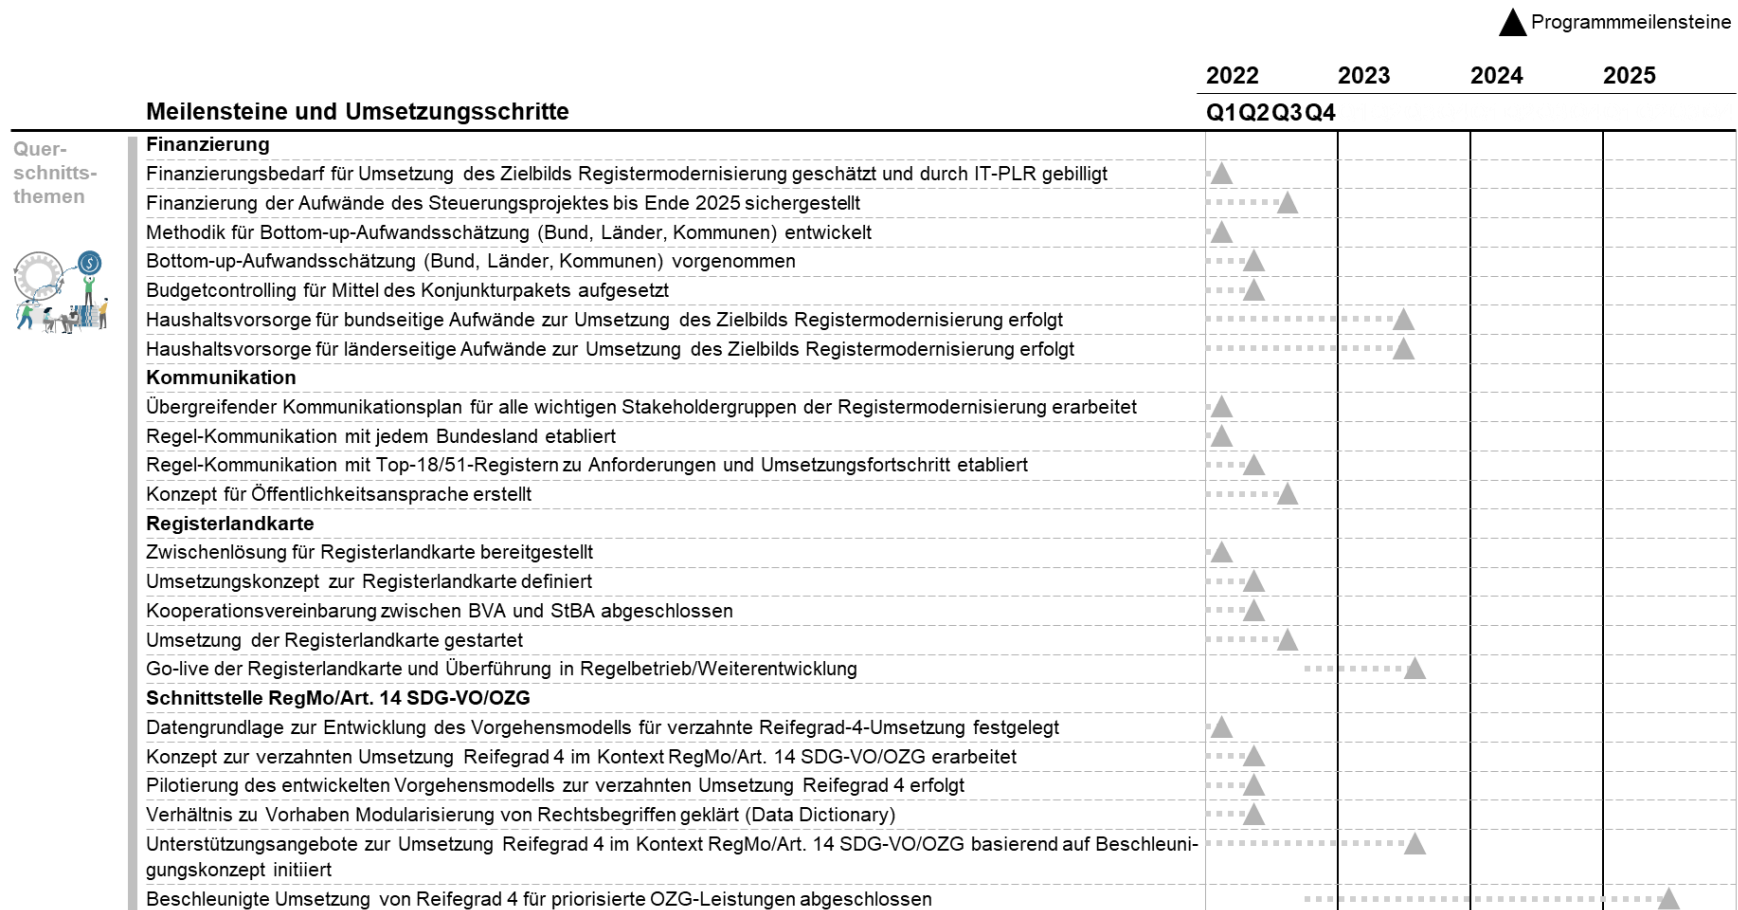 Programmmeilensteine
2022 2023 2024 2025
Meilensteine und Umsetzungsschritte
Q1 Q2 Q3 Q4
Quer-
schnitts-
themen
Finanzierung
Finanzierungsbedarf für Umsetzung des Zielbilds Registermodernisierung geschätzt und durch IT-PLR gebilligt
Finanzierung der Aufwände des Steuerungsprojektes bis Ende 2025 sichergestellt
Methodik für Bottom-up-Aufwandsschätzung (Bund, Länder, Kommunen) entwickelt
Bottom-up-Aufwandsschätzung (Bund, Länder, Kommunen) vorgenommen
Budgetcontrolling für Mittel des Konjunkturpakets aufgesetzt
Haushaltsvorsorge für bundseitige Aufwände zur Umsetzung des Zielbilds Registermodernisierung erfolgt
Haushaltsvorsorge für länderseitige Aufwände zur Umsetzung des Zielbilds Registermodernisierung erfolgt
Kommunikation
Übergreifender Kommunikationsplan für alle wichtigen Stakeholdergruppen der Registermodernisierung erarbeitet
Regel-Kommunikation mit jedem Bundesland etabliert
Regel-Kommunikation mit Top-18/51-Registern zu Anforderungen und Umsetzungsfortschritt etabliert
Konzept für Öffentlichkeitsansprache erstellt
Registerlandkarte
Zwischenlösung für Registerlandkarte bereitgestellt
Umsetzungskonzept zur Registerlandkarte definiert
Kooperationsvereinbarung zwischen BVA und StBA abgeschlossen
Umsetzung der Registerlandkarte gestartet
Go-live der Registerlandkarte und Überführung in Regelbetrieb/Weiterentwicklung
Schnittstelle RegMo/Art. 14 SDG-VO/OZG
Datengrundlage zur Entwicklung des Vorgehensmodells für verzahnte Reifegrad-4-Umsetzung festgelegt
Konzept zur verzahnten Umsetzung Reifegrad 4 im Kontext RegMo/Art. 14 SDG-VO/OZG erarbeitet
Pilotierung des entwickelten Vorgehensmodells zur verzahnten Umsetzung Reifegrad 4 erfolgt
Verhältnis zu Vorhaben Modularisierung von Rechtsbegriffen geklärt (Data Dictionary)
Unterstützungsangebote zur Umsetzung Reifegrad 4 im Kontext RegMo/Art. 14 SDG-VO/OZG basierend auf Beschleuni-
gungskonzept initiiert
Beschleunigte Umsetzung von Reifegrad 4 für priorisierte OZG-Leistungen abgeschlossen